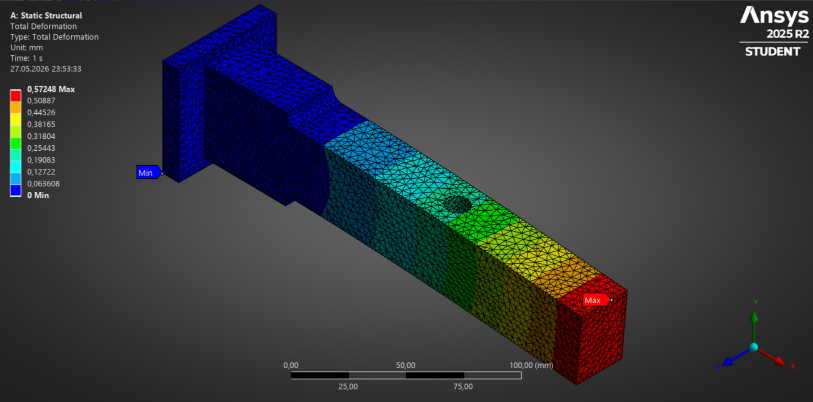 A: Static Structural
Total Deformation
Type: Total Deformation
Unit: mm
Time: 1 s
27.05.2026 23:53:33
0,57248 Max
0,50887
0,44526
0,38165
0,31804
0,25443
0,19083
0,12722
0,063608
0 Min
Ansys
2025 R2
STUDENT
Min
Max
0,00 50,00 100,00 (mm)
25,00 75,00
Y
Z
X